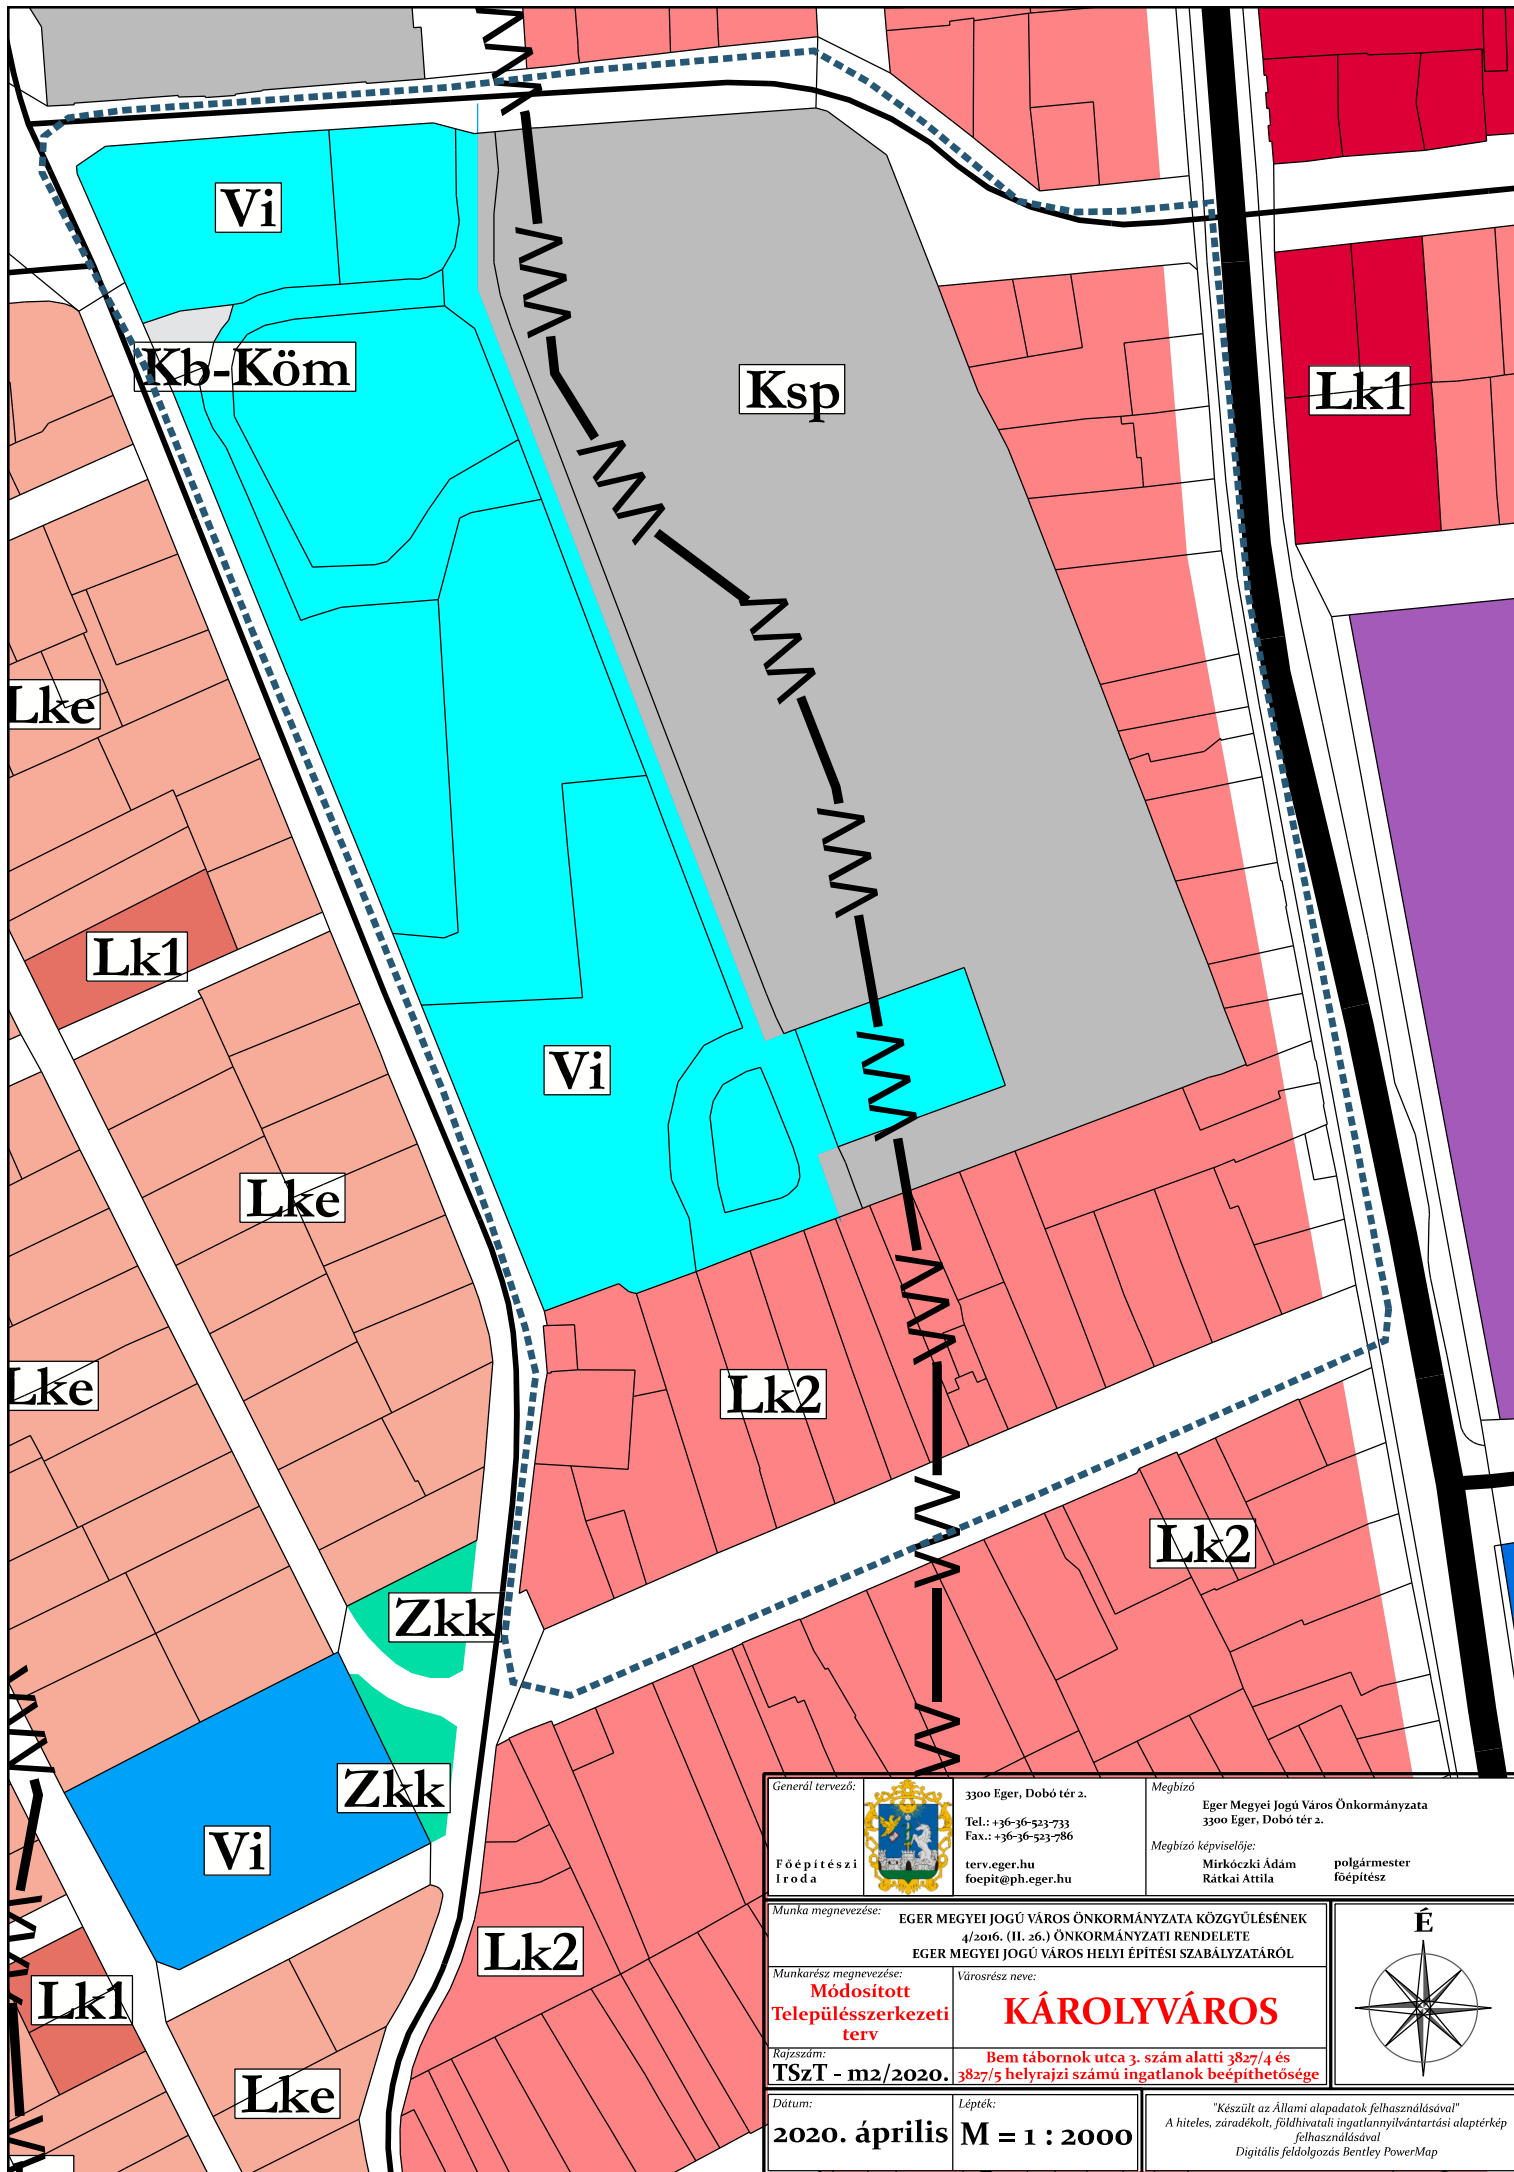 Vi
Kb-Köm
Ksp
Lk1
Lke
Lk1
Vi
Lke
Lke
Lk2
Lk2
Zkk
Zkk
Vi
Lk2
Lk1
Lke
Generál tervező:
Főépítészi
Iroda
3300 Eger, Dobó tér 2.
Tel.: +36-36-523-733
Fax.: +36-36-523-786
terv.eger.hu
foepit@ph.eger.hu
Megbízó
Eger Megyei Jogú Város Önkormányzata
3300 Eger, Dobó tér 2.
Megbízó képviselője:
Mirkóczki Ádám polgármester
Rátkai Attila főépítész
Munka megnevezése:
EGER MEGYEI JOGÚ VÁROS ÖNKORMÁNYZATA KÖZGYŰLÉSÉNEK
4/2016. (II. 26.) ÖNKORMÁNYZATI RENDELETE
EGER MEGYEI JOGÚ VÁROS HELYI ÉPÍTÉSI SZABÁLYZATÁRÓL
É
Munkarész megnevezése:
Módosított
Településszerkezeti
terv
Városrész neve:
KÁROLYVÁROS
Rajzszám:
TSzT - m2/2020.
Bem tábornok utca 3. szám alatti 3827/4 és
3827/5 helyrajzi számú ingatlanok beépíthetősége
Dátum:
2020. április
Lépték:
M = 1 : 2000
"Készült az Állami alapadatok felhasználásával"
A hiteles, záradékolt, földhivatali ingatlannyilvántartási alaptérkép
felhasználásával
Digitális feldolgozás Bentley PowerMap